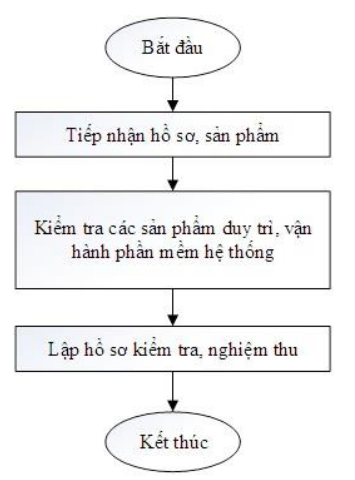 Bắt đầu
Tiếp nhận hồ sơ, sản phẩm
Kiểm tra các sản phẩm duy trì, vận
hành phần mềm hệ thống
Lập hồ sơ kiểm tra, nghiệm thu
Kết thúc